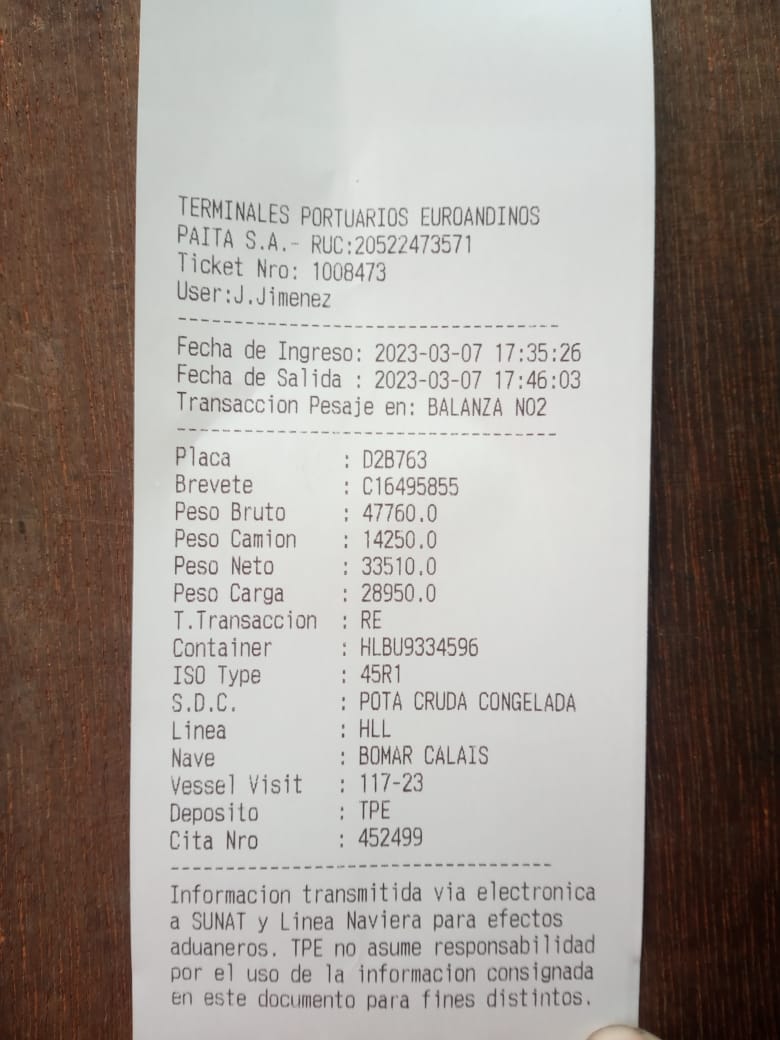 TERMINALES PORTUARIOS EUROANDINOS
PAITA S.A.- RUC:20522473571
Ticket Nro: 1008473
User:J.Jimenez
-----------------------------------
Fecha de Ingreso: 2023-03-07 17:35:26
Fecha de Salida : 2023-03-07 17:46:03
Transaccion Pesaje en: BALANZA NO2
-----------------------------------
Placa : D2B763
Brevete : C16495855
Peso Bruto : 47760.0
Peso Camion : 14250.0
Peso Neto : 33510.0
Peso Carga : 28950.0
T.Transaccion : RE
Container : HLBU9334596
ISO Type : 45R1
S.D.C. : POTA CRUDA CONGELADA
Linea : HLL
Nave : BOMAR CALAIS
Vessel Visit : 117-23
Deposito : TPE
Cita Nro : 452499
-----------------------------------
Informacion transmitida via electronica
a SUNAT y Linea Naviera para efectos
aduaneros. TPE no asume responsabilidad
por el uso de la informacion consignada
en este documento para fines distintos.